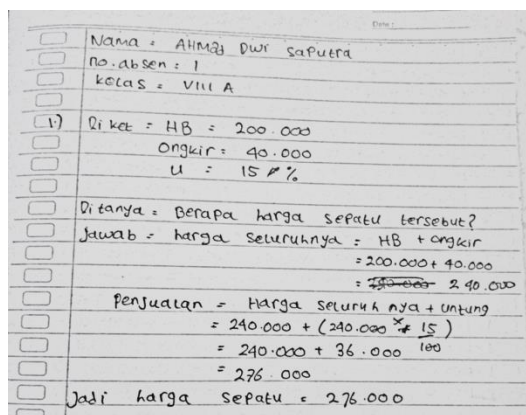 Date :
Nama = AHMad Dwi Saputra
no. absen = 1
kelas = VIII A
1.) Diket = HB = 200.000
Ongkir = 40.000
U = 15 %
Ditanya = Berapa harga sepatu tersebut?
Jawab = harga seluruhnya = HB + ongkir
= 200.000 + 40.000
= 240.000
Penjualan = Harga seluruh nya + untung
= 240.000 + (240.000 × 15/100)
= 240.000 + 36.000
= 276.000
Jadi harga sepatu = 276.000